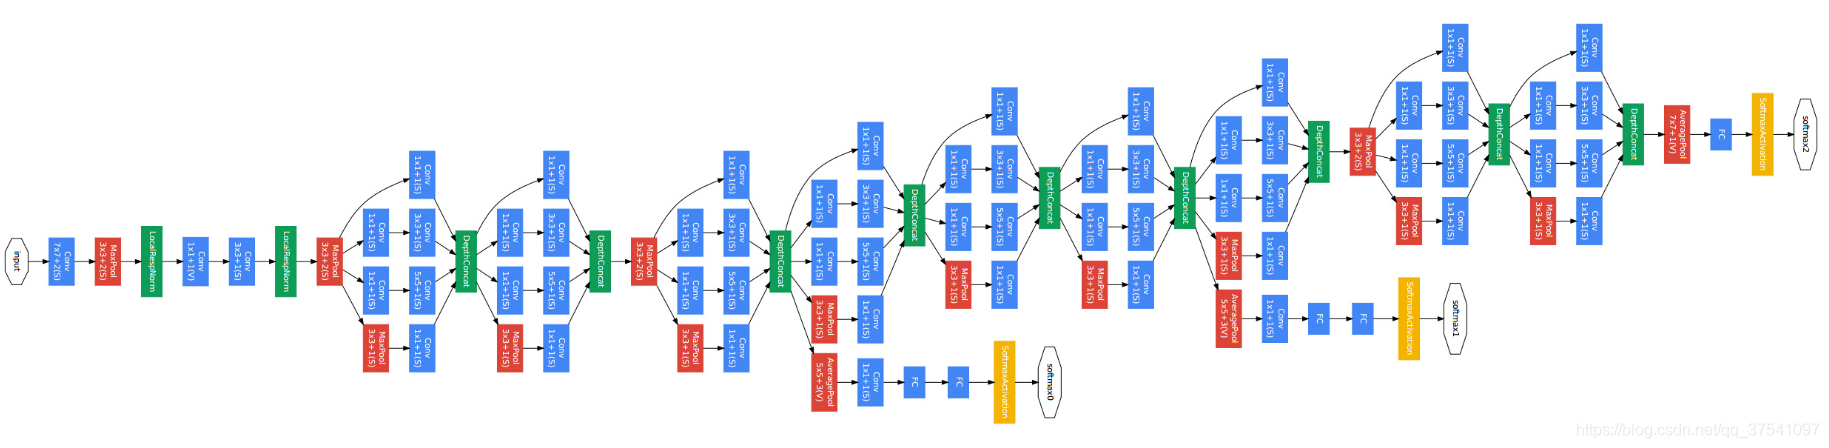 input
Conv
7x7+2(S)
MaxPool
3x3+2(S)
LocalRespNorm
Conv
1x1+1(V)
Conv
3x3+1(S)
LocalRespNorm
MaxPool
3x3+2(S)
Conv
1x1+1(S)
Conv
1x1+1(S)
MaxPool
3x3+1(S)
Conv
1x1+1(S)
Conv
3x3+1(S)
Conv
5x5+1(S)
Conv
1x1+1(S)
DepthConcat
Conv
1x1+1(S)
Conv
1x1+1(S)
MaxPool
3x3+1(S)
Conv
1x1+1(S)
Conv
3x3+1(S)
Conv
5x5+1(S)
Conv
1x1+1(S)
DepthConcat
MaxPool
3x3+2(S)
Conv
1x1+1(S)
Conv
1x1+1(S)
MaxPool
3x3+1(S)
Conv
1x1+1(S)
Conv
3x3+1(S)
Conv
5x5+1(S)
Conv
1x1+1(S)
DepthConcat
Conv
1x1+1(S)
Conv
1x1+1(S)
MaxPool
3x3+1(S)
AveragePool
5x5+3(V)
Conv
1x1+1(S)
Conv
3x3+1(S)
Conv
5x5+1(S)
Conv
1x1+1(S)
Conv
1x1+1(S)
DepthConcat
FC
FC
SoftmaxActivation
softmax0
Conv
1x1+1(S)
Conv
1x1+1(S)
MaxPool
3x3+1(S)
Conv
1x1+1(S)
Conv
3x3+1(S)
Conv
5x5+1(S)
Conv
1x1+1(S)
DepthConcat
Conv
1x1+1(S)
Conv
1x1+1(S)
MaxPool
3x3+1(S)
Conv
1x1+1(S)
Conv
3x3+1(S)
Conv
5x5+1(S)
Conv
1x1+1(S)
DepthConcat
Conv
1x1+1(S)
Conv
1x1+1(S)
MaxPool
3x3+1(S)
AveragePool
5x5+3(V)
Conv
1x1+1(S)
Conv
3x3+1(S)
Conv
5x5+1(S)
Conv
1x1+1(S)
Conv
1x1+1(S)
DepthConcat
FC
FC
SoftmaxActivation
softmax1
MaxPool
3x3+2(S)
Conv
1x1+1(S)
Conv
1x1+1(S)
MaxPool
3x3+1(S)
Conv
1x1+1(S)
Conv
3x3+1(S)
Conv
5x5+1(S)
Conv
1x1+1(S)
DepthConcat
Conv
1x1+1(S)
Conv
1x1+1(S)
MaxPool
3x3+1(S)
Conv
1x1+1(S)
Conv
3x3+1(S)
Conv
5x5+1(S)
Conv
1x1+1(S)
DepthConcat
AveragePool
7x7+1(V)
FC
SoftmaxActivation
softmax2
https://blog.csdn.net/qq_37541097